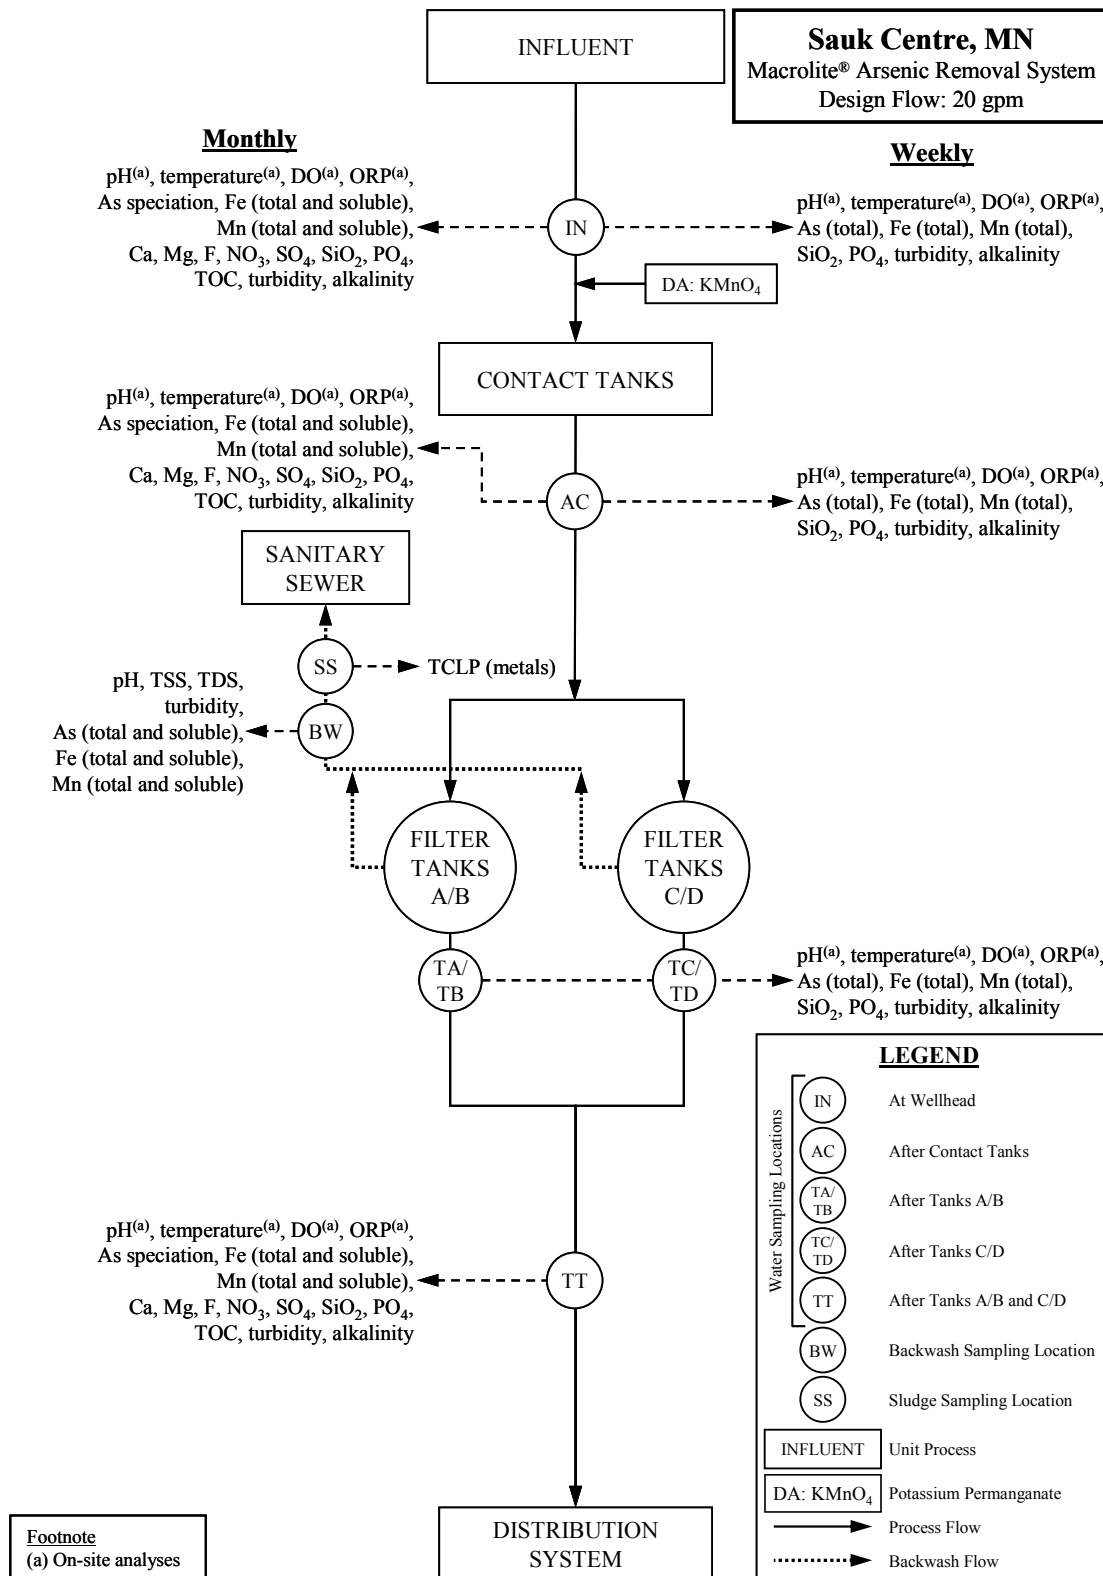 INFLUENT
Sauk Centre, MN
Macrolite® Arsenic Removal System
Design Flow: 20 gpm
Monthly
pH(a), temperature(a), DO(a), ORP(a),
As speciation, Fe (total and soluble),
Mn (total and soluble),
Ca, Mg, F, NO3, SO4, SiO2, PO4,
TOC, turbidity, alkalinity
IN
Weekly
pH(a), temperature(a), DO(a), ORP(a),
As (total), Fe (total), Mn (total),
SiO2, PO4, turbidity, alkalinity
DA: KMnO4
CONTACT TANKS
pH(a), temperature(a), DO(a), ORP(a),
As speciation, Fe (total and soluble),
Mn (total and soluble),
Ca, Mg, F, NO3, SO4, SiO2, PO4,
TOC, turbidity, alkalinity
AC
pH(a), temperature(a), DO(a), ORP(a),
As (total), Fe (total), Mn (total),
SiO2, PO4, turbidity, alkalinity
SANITARY
SEWER
SS
TCLP (metals)
pH, TSS, TDS,
turbidity,
As (total and soluble),
Fe (total and soluble),
Mn (total and soluble)
BW
FILTER
TANKS
A/B
FILTER
TANKS
C/D
TA/
TB
TC/
TD
pH(a), temperature(a), DO(a), ORP(a),
As (total), Fe (total), Mn (total),
SiO2, PO4, turbidity, alkalinity
pH(a), temperature(a), DO(a), ORP(a),
As speciation, Fe (total and soluble),
Mn (total and soluble),
Ca, Mg, F, NO3, SO4, SiO2, PO4,
TOC, turbidity, alkalinity
TT
DISTRIBUTION
SYSTEM
LEGEND
Water Sampling Locations
IN
At Wellhead
AC
After Contact Tanks
TA/
TB
After Tanks A/B
TC/
TD
After Tanks C/D
TT
After Tanks A/B and C/D
BW
Backwash Sampling Location
SS
Sludge Sampling Location
INFLUENT
Unit Process
DA: KMnO4
Potassium Permanganate
Process Flow
Backwash Flow
Footnote
(a) On-site analyses